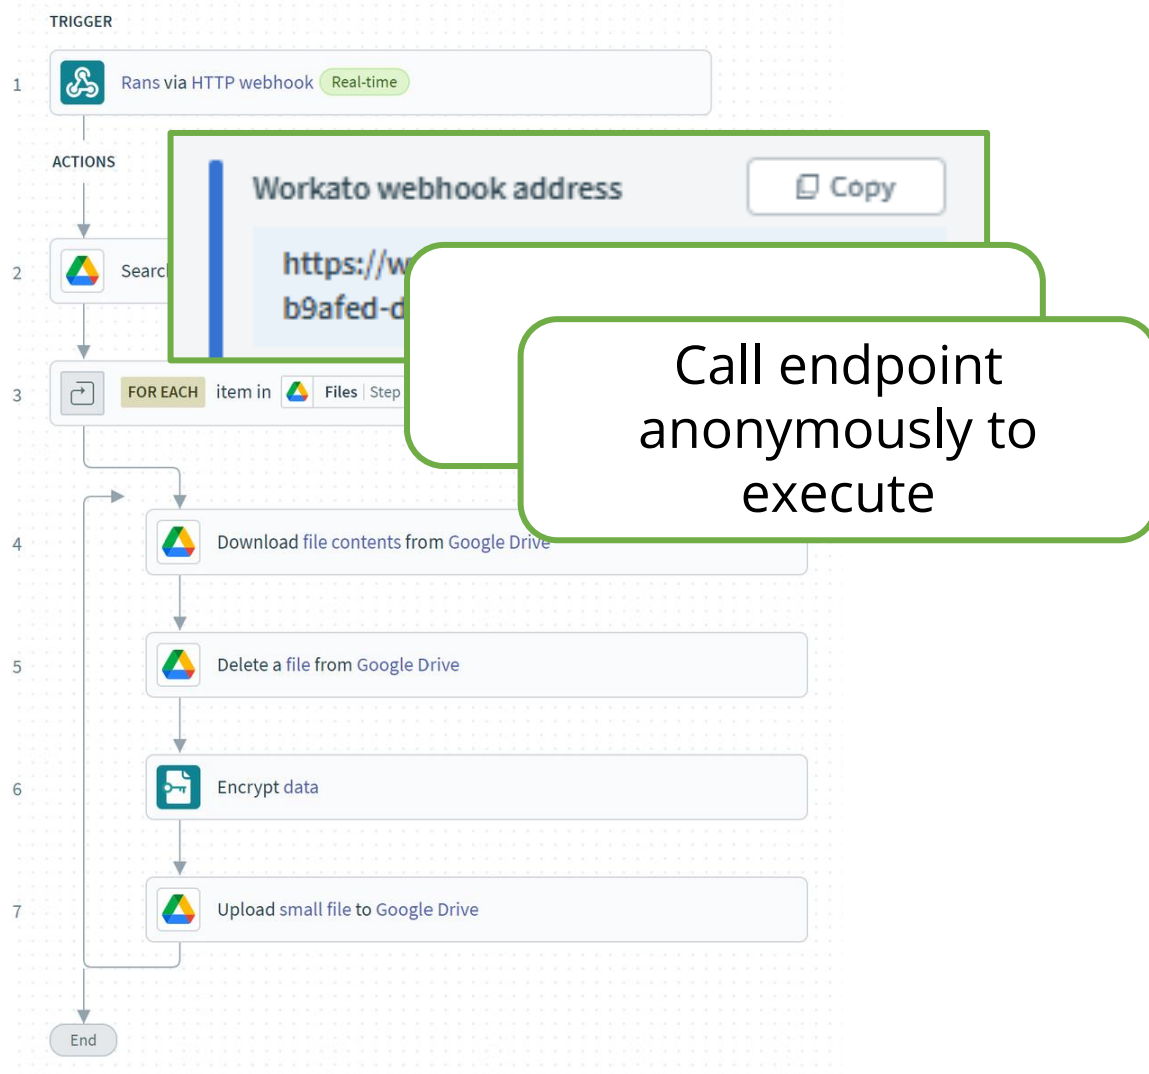 TRIGGER
1
Rans via HTTP webhook Real-time
ACTIONS
Workato webhook address
Copy
https://w
b9afed-d
2
Call endpoint
anonymously to
execute
3
FOR EACH item in Files Step
4
Download file contents from Google Drive
5
Delete a file from Google Drive
6
Encrypt data
7
Upload small file to Google Drive
End